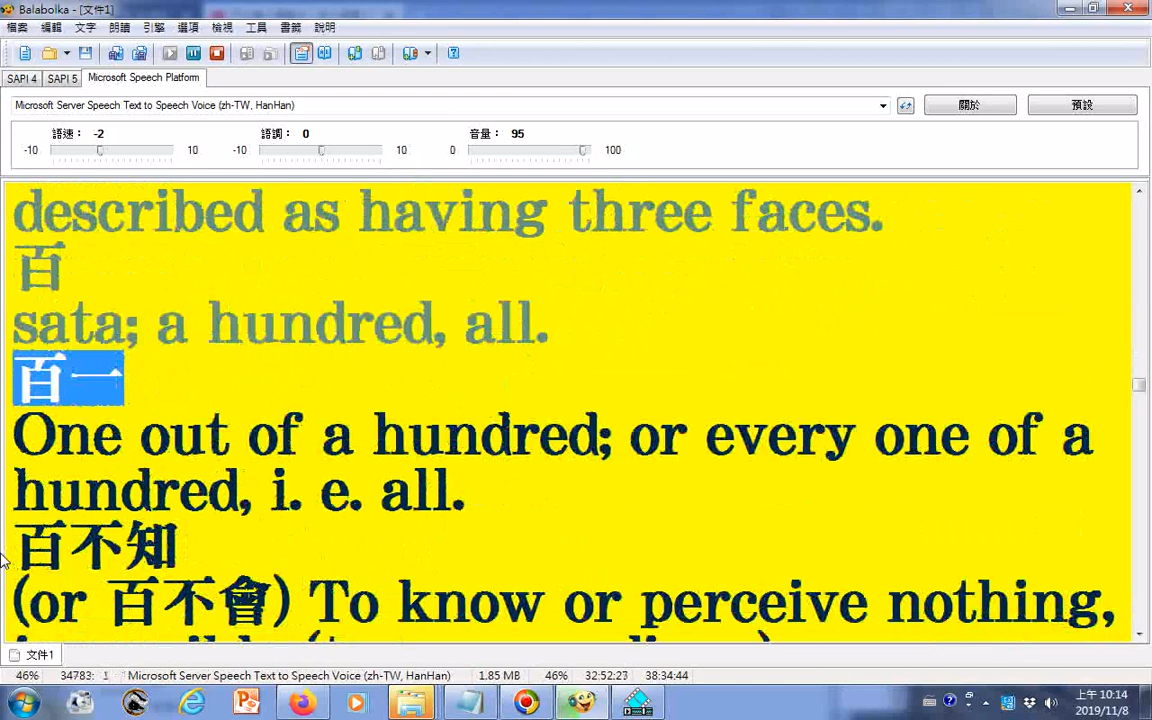 Balabolka - [文件1]
檔案 編輯 文字 朗讀 引擎 選項 檢視 工具 書籤 說明
SAPI 4 SAPI 5 Microsoft Speech Platform
Microsoft Server Speech Text to Speech Voice (zh-TW, HanHan) 關於 預設
語速： -2 語調： 0 音量： 95
-10 10 -10 10 0 100
described as having three faces.
百
sata; a hundred, all.
百一
One out of a hundred; or every one of a
hundred, i. e. all.
百不知
(or 百不會) To know or perceive nothing,
文件1
46% 34783: 1 Microsoft Server Speech Text to Speech Voice (zh-TW, HanHan) 1.85 MB 46% 32:52:23 38:34:44
上午 10:14
2019/11/8